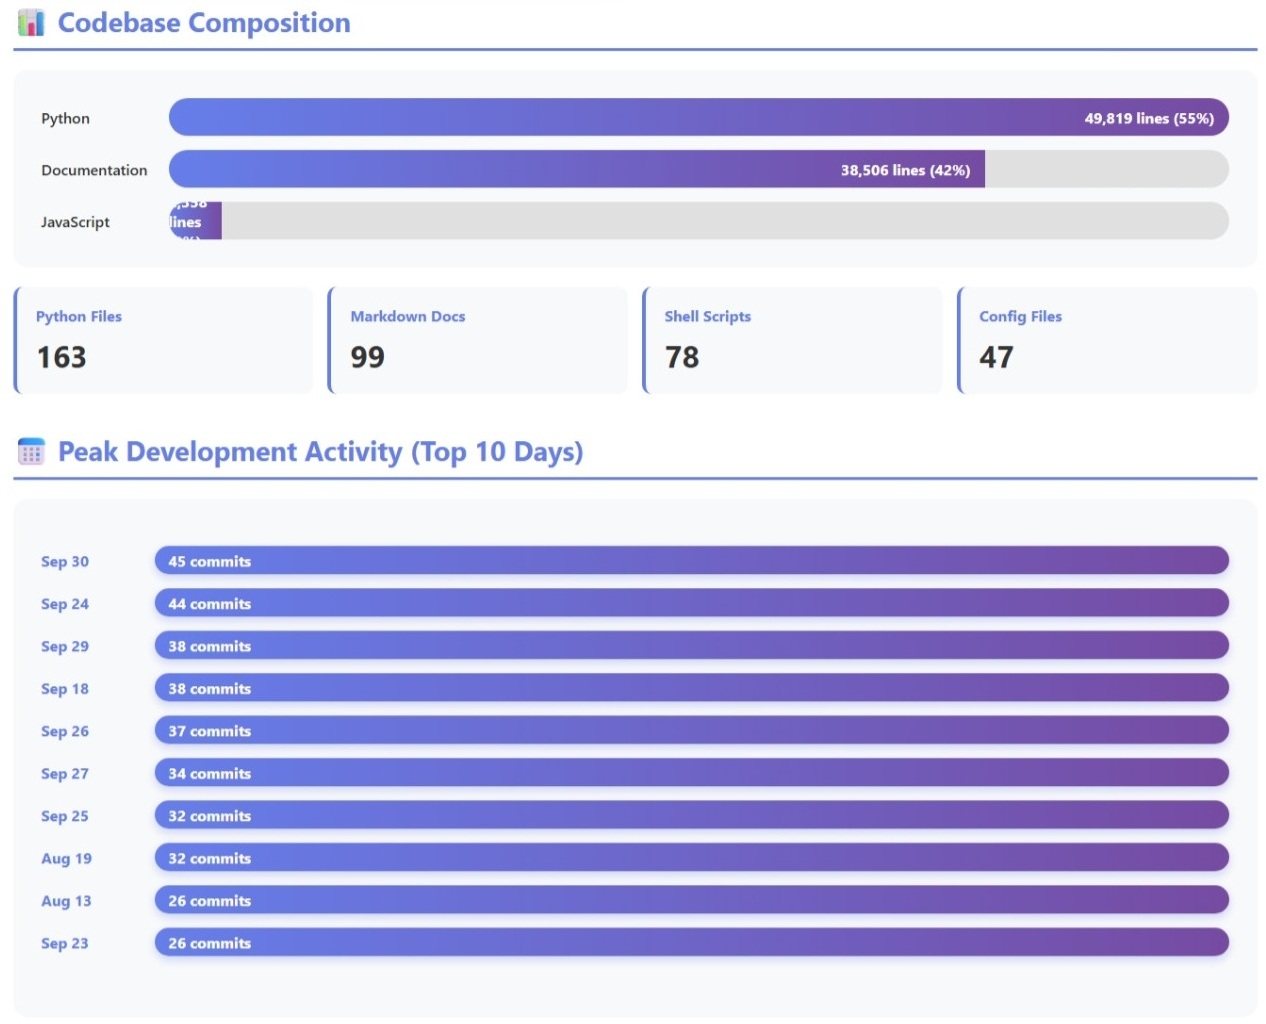 Codebase Composition
Python
49,819 lines (55%)
Documentation
38,506 lines (42%)
JavaScript
lines
Python Files
163
Markdown Docs
99
Shell Scripts
78
Config Files
47
Peak Development Activity (Top 10 Days)
Sep 30
45 commits
Sep 24
44 commits
Sep 29
38 commits
Sep 18
38 commits
Sep 26
37 commits
Sep 27
34 commits
Sep 25
32 commits
Aug 19
32 commits
Aug 13
26 commits
Sep 23
26 commits